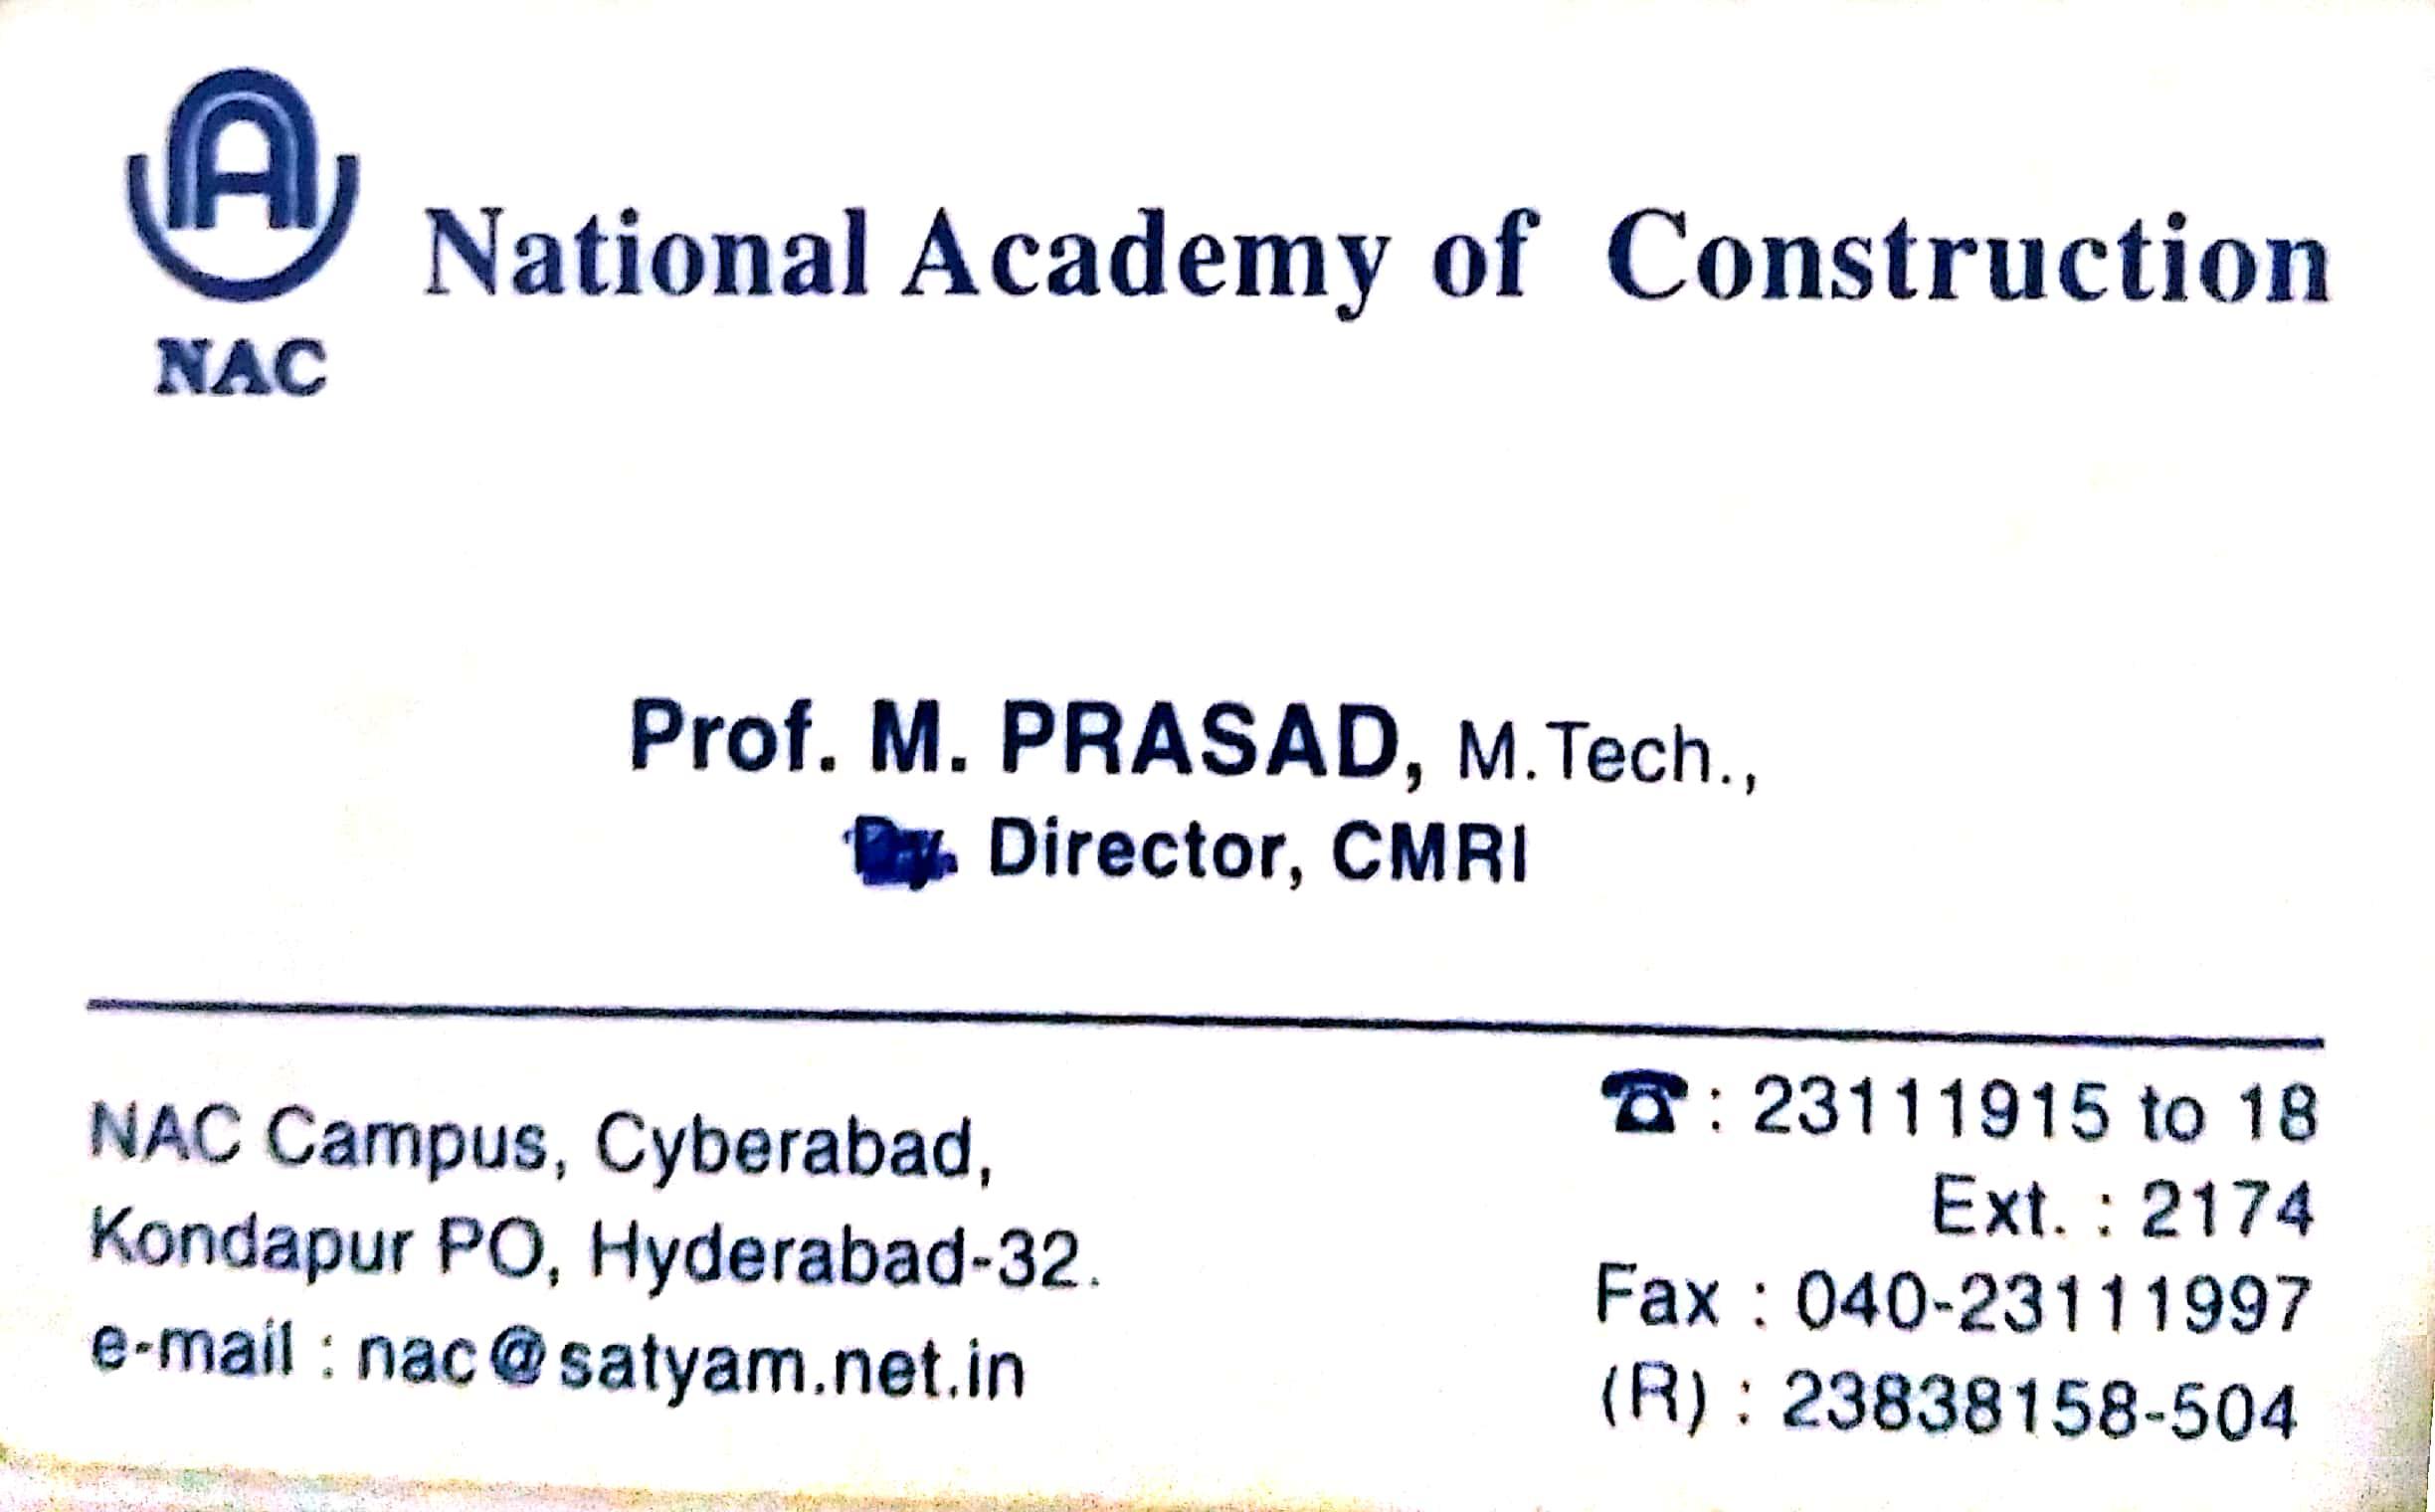 A
NAC
National Academy of Construction
Prof. M. PRASAD, M.Tech.,
Dy. Director, CMRI
NAC Campus, Cyberabad,
Kondapur PO, Hyderabad-32.
e-mail : nac@satyam.net.in
☎ : 23111915 to 18
Ext. : 2174
Fax : 040-23111997
(R) : 23838158-504